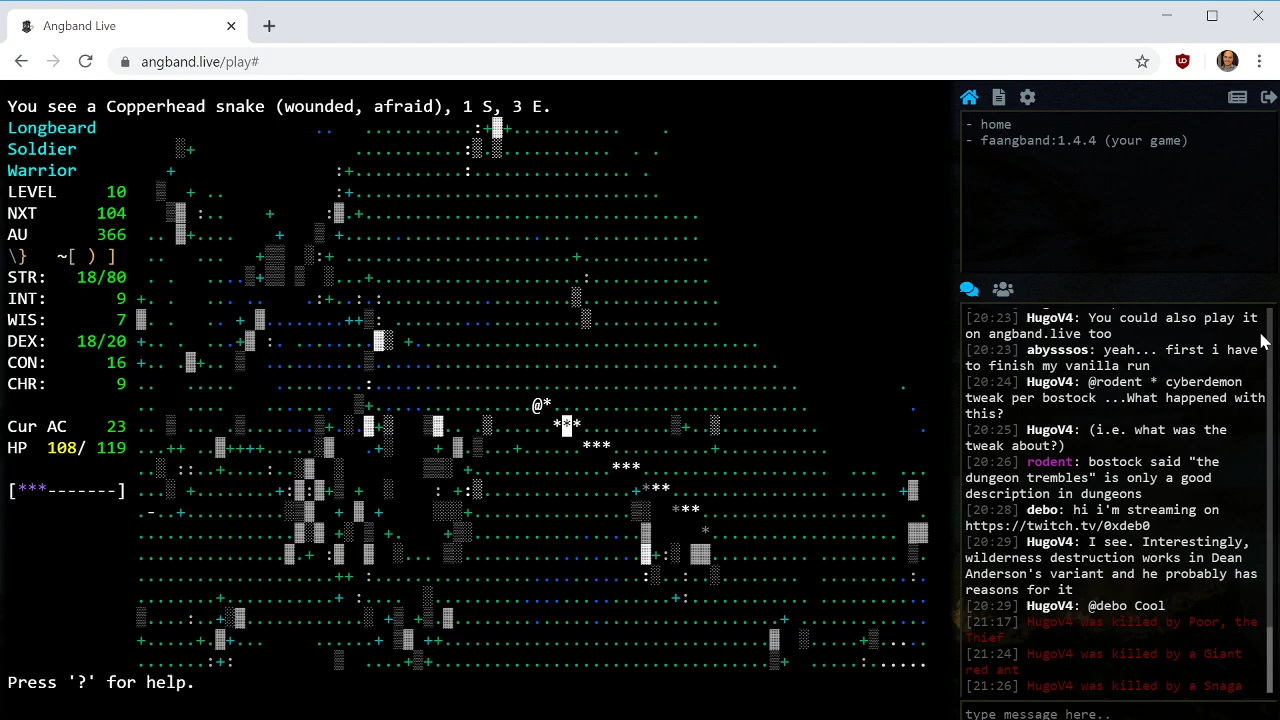 Angband Live
angband.live/play#
You see a Copperhead snake (wounded, afraid), 1 S, 3 E.
Longbeard
Soldier
Warrior
LEVEL 10
NXT 104
AU 366
\} ~[ ) ]
STR: 18/80
INT: 9
WIS: 7
DEX: 18/20
CON: 16
CHR: 9
Cur AC 23
HP 108/ 119
[***-------]
Press '?' for help.
- home
- faangband:1.4.4 (your game)
[20:23] HugoV4: You could also play it
on angband.live too
[20:23] abysssos: yeah... first i have
to finish my vanilla run
[20:24] HugoV4: @rodent * cyberdemon
tweak per bostock ...What happened with
this?
[20:25] HugoV4: (i.e. what was the
tweak about?)
[20:26] rodent: bostock said "the
dungeon trembles" is only a good
description in dungeons
[20:28] debo: hi i'm streaming on
https://twitch.tv/0xdeb0
[20:29] HugoV4: I see. Interestingly,
wilderness destruction works in Dean
Anderson's variant and he probably has
reasons for it
[20:29] HugoV4: @debo Cool
[21:17] HugoV4 was killed by Poor, the
Thief
[21:24] HugoV4 was killed by a Giant
red ant
[21:26] HugoV4 was killed by a Snaga
type message here..